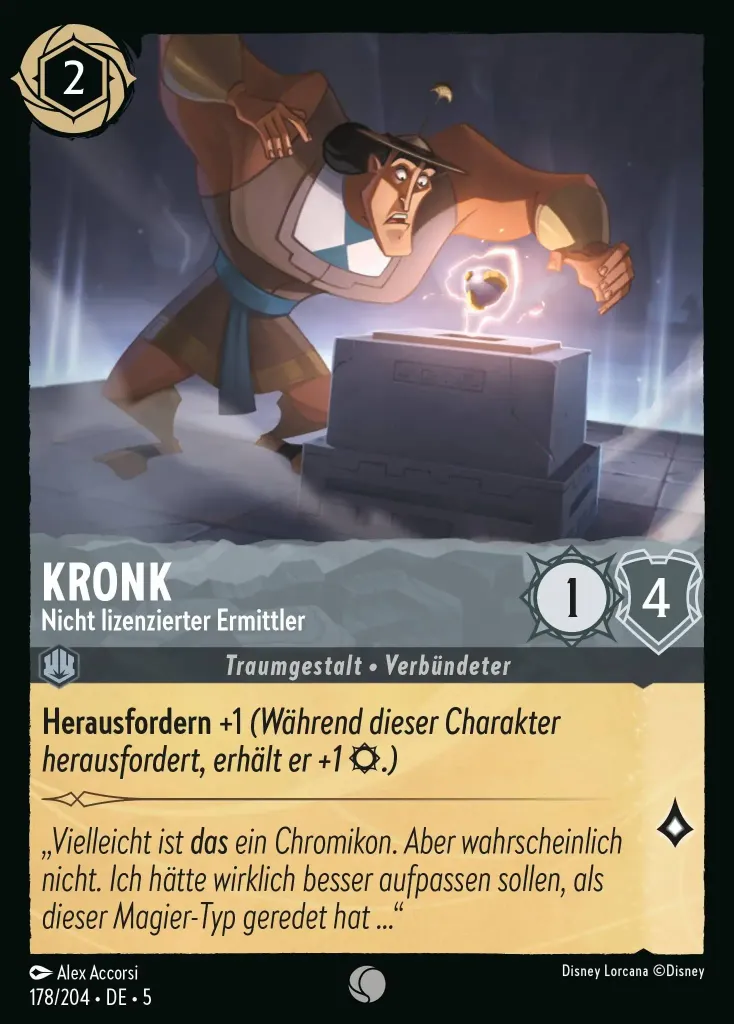 2
KRONK
Nicht lizenzierter Ermittler
1
4
Traumgestalt • Verbündeter
Herausfordern +1 (Während dieser Charakter
herausfordert, erhält er +1 .)
„Vielleicht ist das ein Chromikon. Aber wahrscheinlich
nicht. Ich hätte wirklich besser aufpassen sollen, als
dieser Magier-Typ geredet hat ...“
Alex Accorsi
Disney Lorcana ©Disney
178/204 • DE • 5